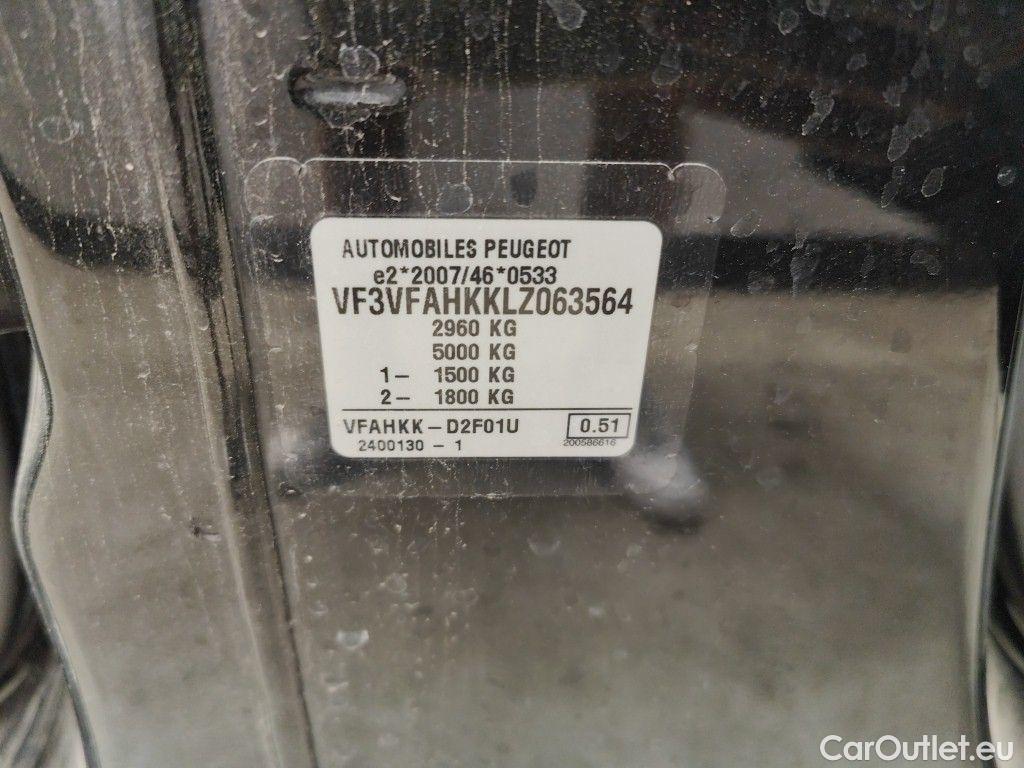 AUTOMOBILES PEUGEOT
e2*2007/46*0533
VF3VFAHKKLZ063564
2960 KG
5000 KG
1– 1500 KG
2– 1800 KG
VFAHKK – D2F01U 0.51
2400130 – 1 200586616
CarOutlet.eu